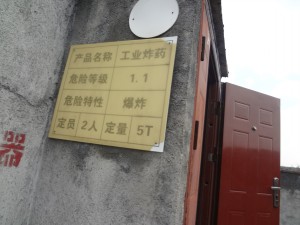 产品名称 工业炸药
危险等级 1.1
危险特性 爆炸
定员 2人 定量 5T
器